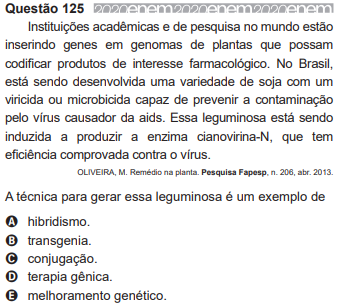 Questão 125 2020enem2020enem2020enem
Instituições acadêmicas e de pesquisa no mundo estão
inserindo genes em genomas de plantas que possam
codificar produtos de interesse farmacológico. No Brasil,
está sendo desenvolvida uma variedade de soja com um
viricida ou microbicida capaz de prevenir a contaminação
pelo vírus causador da aids. Essa leguminosa está sendo
induzida a produzir a enzima cianovirina-N, que tem
eficiência comprovada contra o vírus.
OLIVEIRA, M. Remédio na planta. Pesquisa Fapesp, n. 206, abr. 2013.
A técnica para gerar essa leguminosa é um exemplo de
A hibridismo.
B transgenia.
C conjugação.
D terapia gênica.
E melhoramento genético.